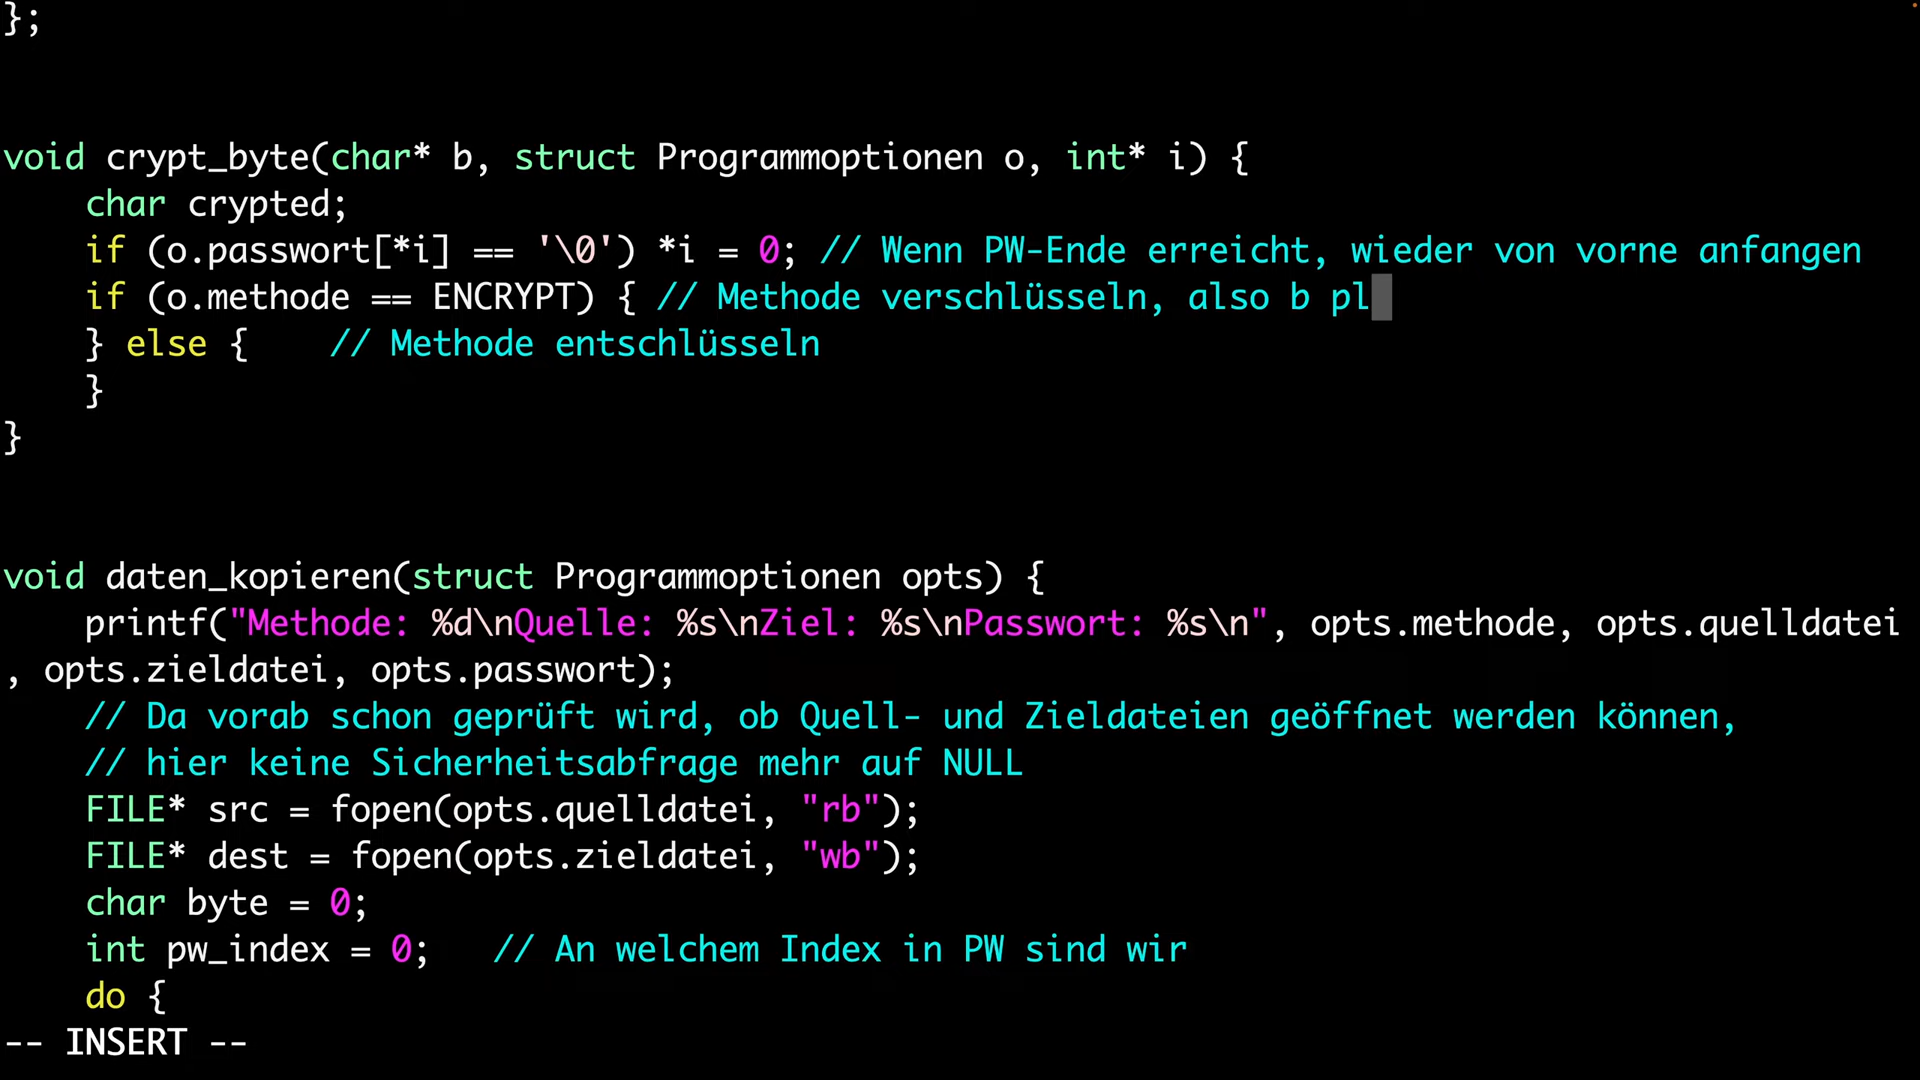 };
void crypt_byte(char* b, struct Programmoptionen o, int* i) {
    char crypted;
    if (o.passwort[*i] == '\0') *i = 0; // Wenn PW-Ende erreicht, wieder von vorne anfangen
    if (o.methode == ENCRYPT) { // Methode verschlüsseln, also b pl
    } else {    // Methode entschlüsseln
    }
}
void daten_kopieren(struct Programmoptionen opts) {
    printf("Methode: %d\nQuelle: %s\nZiel: %s\nPasswort: %s\n", opts.methode, opts.quelldatei
, opts.zieldatei, opts.passwort);
    // Da vorab schon geprüft wird, ob Quell- und Zieldateien geöffnet werden können,
    // hier keine Sicherheitsabfrage mehr auf NULL
    FILE* src = fopen(opts.quelldatei, "rb");
    FILE* dest = fopen(opts.zieldatei, "wb");
    char byte = 0;
    int pw_index = 0;   // An welchem Index in PW sind wir
    do {
-- INSERT --